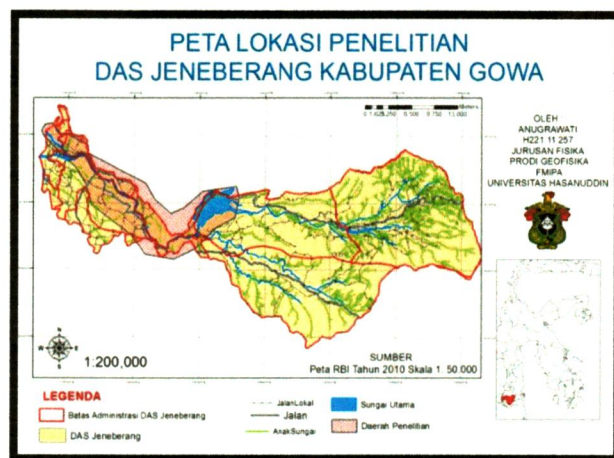 PETA LOKASI PENELITIAN
DAS JENEBERANG KABUPATEN GOWA
Meters
OLEH
ANUGRAWATI
H221 11 257
JURUSAN FISIKA
PRODI GEOFISIKA
FMIPA
UNIVERSITAS HASANUDDIN
N
W E
S
1:200,000
SUMBER
Peta RBI Tahun 2010 Skala 1: 50.000
LEGENDA
Batas Administrasi DAS Jeneberang
DAS Jeneberang
JalanLokal
Jalan
AnakSungai
Sungai Utama
Daerah Penelitian